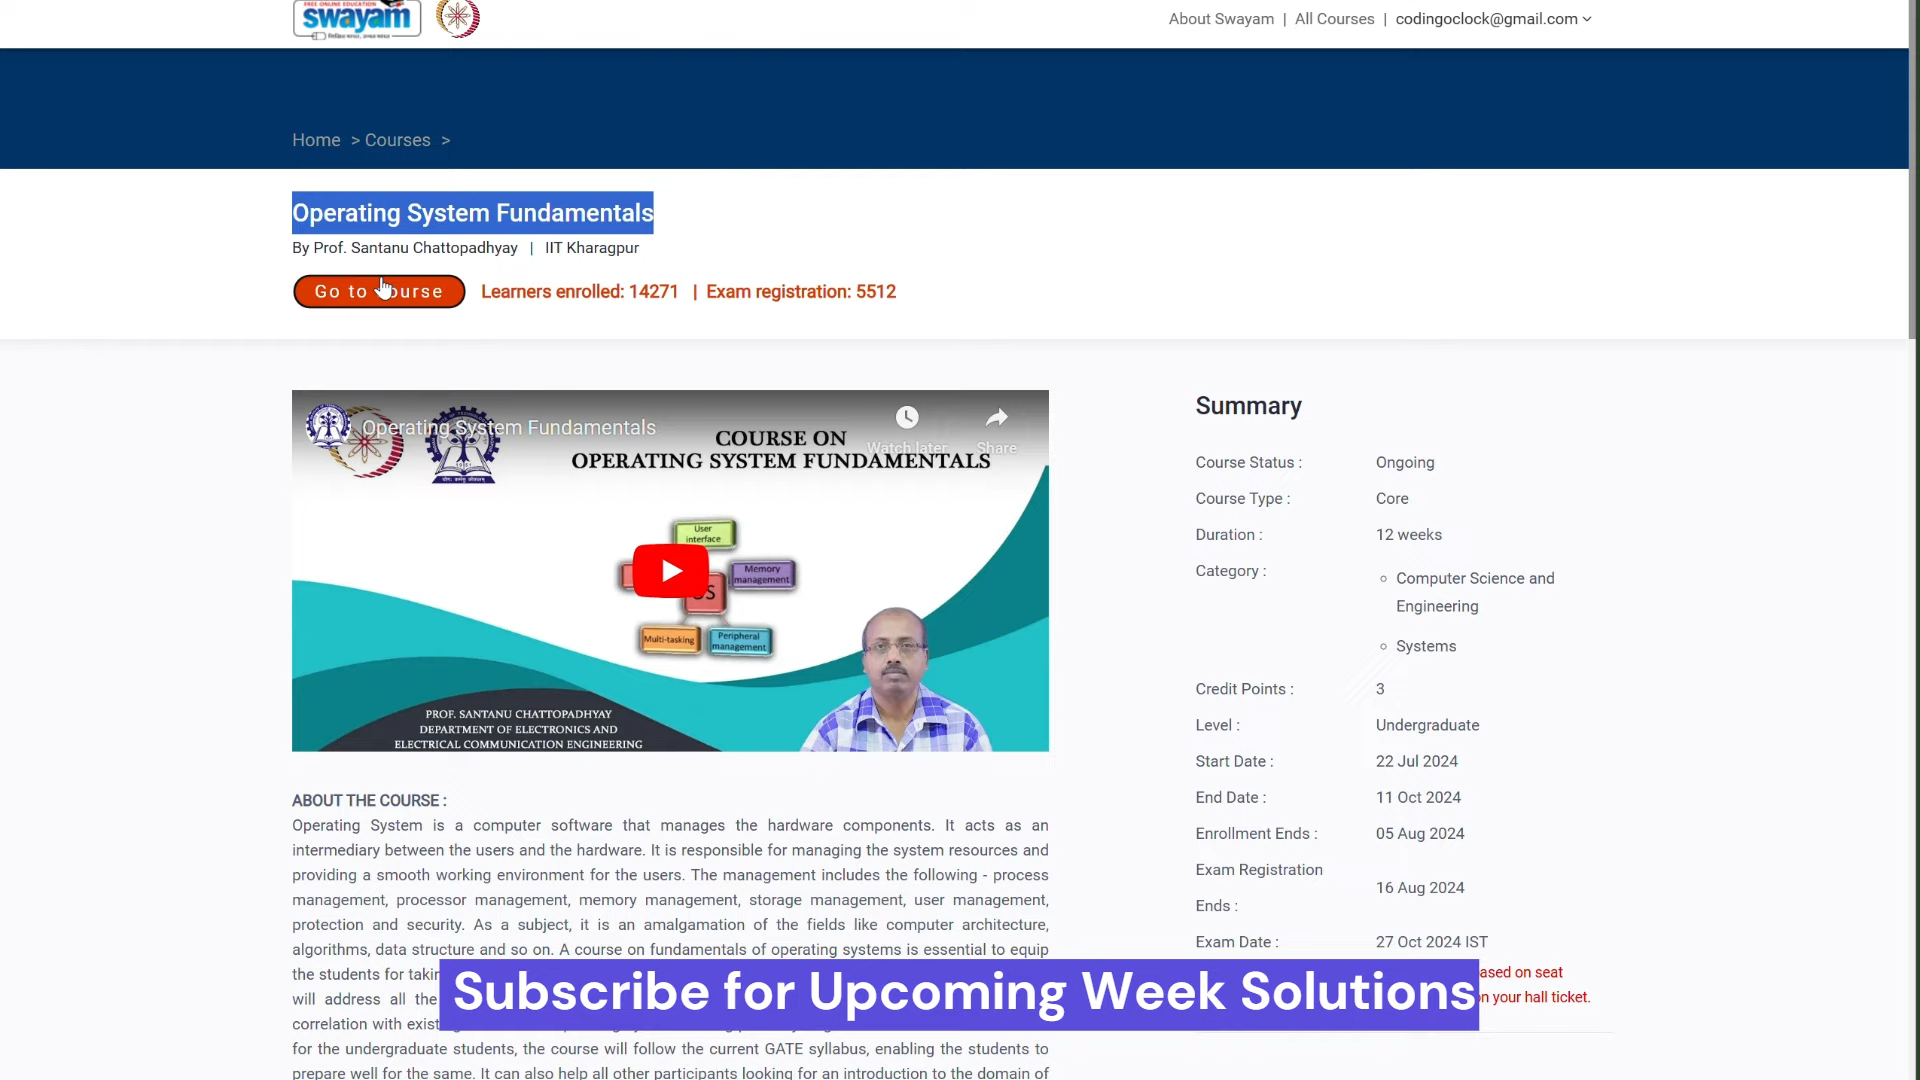 FREE ONLINE EDUCATION
swayam
About Swayam | All Courses | codingoclock@gmail.com
Home > Courses >
Operating System Fundamentals
By Prof. Santanu Chattopadhyay | IIT Kharagpur
Go to course
Learners enrolled: 14271 | Exam registration: 5512
Operating System Fundamentals
Watch later
Share
COURSE ON
OPERATING SYSTEM FUNDAMENTALS
User
interface
Memory
management
OS
Multi-tasking
Peripheral
management
PROF. SANTANU CHATTOPADHYAY
DEPARTMENT OF ELECTRONICS AND
ELECTRICAL COMMUNICATION ENGINEERING
Summary
Course Status : Ongoing
Course Type : Core
Duration : 12 weeks
Category :
Computer Science and
Engineering
Systems
Credit Points : 3
Level : Undergraduate
Start Date : 22 Jul 2024
End Date : 11 Oct 2024
Enrollment Ends : 05 Aug 2024
Exam Registration
Ends :
16 Aug 2024
Exam Date : 27 Oct 2024 IST
ased on seat
n your hall ticket.
ABOUT THE COURSE :
Operating System is a computer software that manages the hardware components. It acts as an
intermediary between the users and the hardware. It is responsible for managing the system resources and
providing a smooth working environment for the users. The management includes the following - process
management, processor management, memory management, storage management, user management,
protection and security. As a subject, it is an amalgamation of the fields like computer architecture,
algorithms, data structure and so on. A course on fundamentals of operating systems is essential to equip
the students for takin
will address all the
correlation with exist
for the undergraduate students, the course will follow the current GATE syllabus, enabling the students to
prepare well for the same. It can also help all other participants looking for an introduction to the domain of
Subscribe for Upcoming Week Solutions